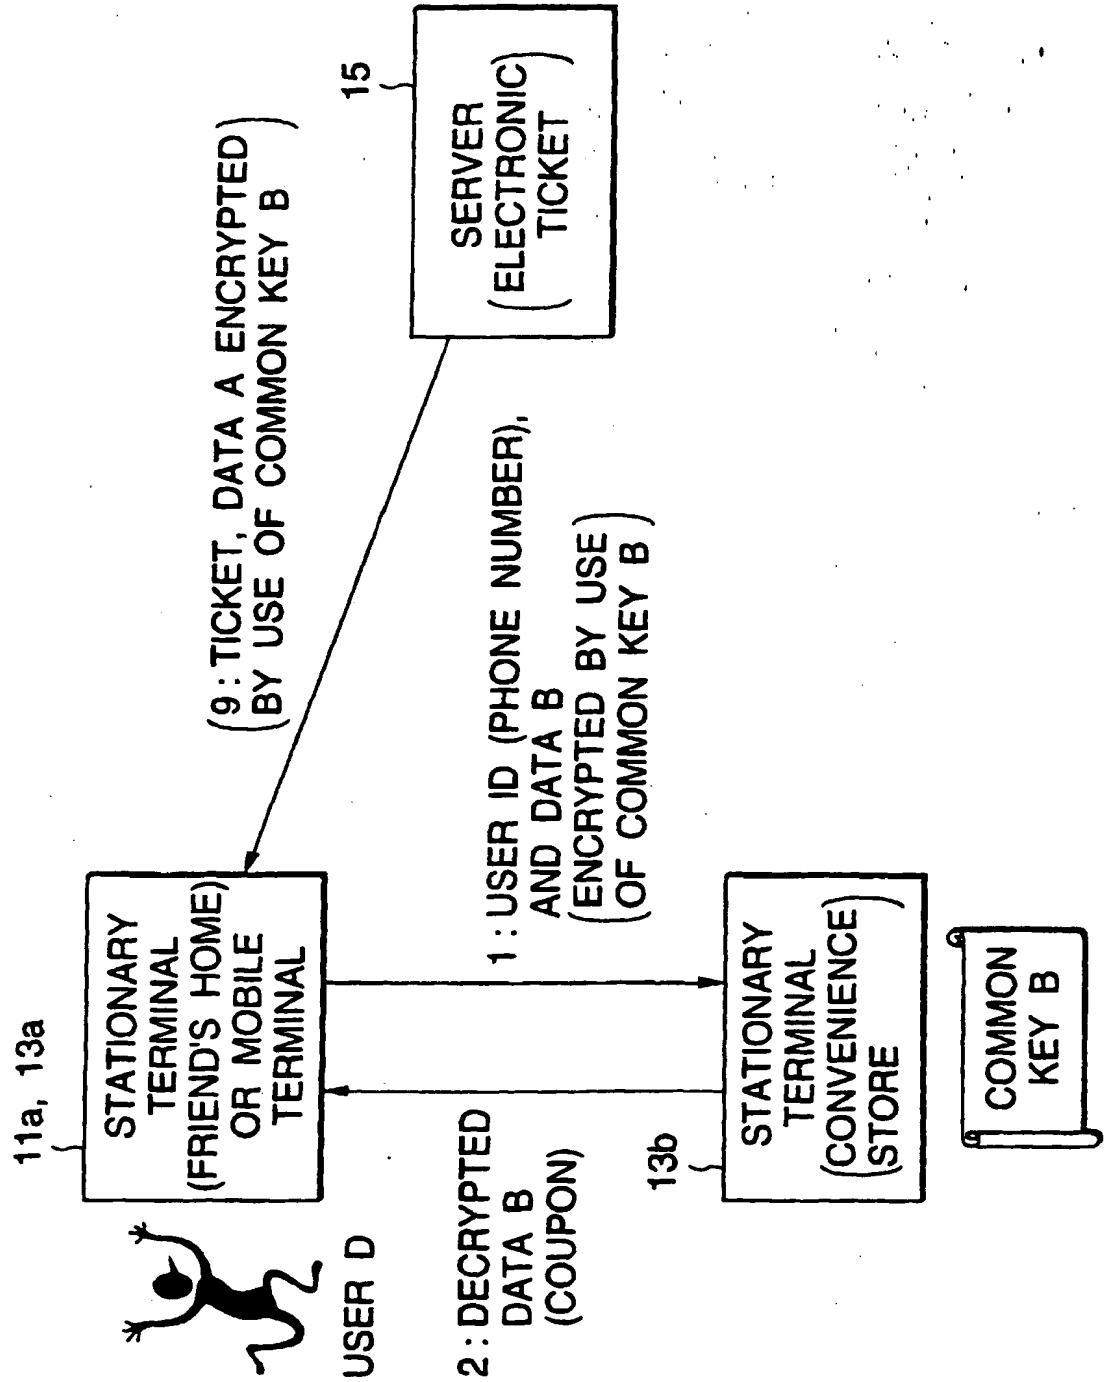 11a, 13a
STATIONARY
TERMINAL
(FRIEND'S HOME)
OR MOBILE
TERMINAL
USER D
(9 : TICKET, DATA A ENCRYPTED
BY USE OF COMMON KEY B)
15
SERVER
(ELECTRONIC
TICKET)
1 : USER ID (PHONE NUMBER),
AND DATA B
(ENCRYPTED BY USE
OF COMMON KEY B)
2 : DECRYPTED
DATA B
(COUPON)
13b
STATIONARY
TERMINAL
(CONVENIENCE
STORE)
COMMON
KEY B